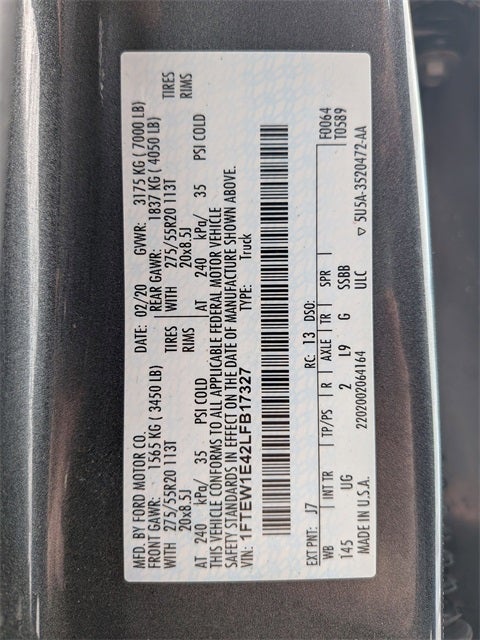 MFD. BY FORD MOTOR CO. DATE: 02/20 GVWR: 3175 KG ( 7000 LB)
FRONT GAWR: 1565 KG ( 3450 LB) REAR GAWR: 1837 KG ( 4050 LB)
WITH 275/55R20 113T TIRES WITH 275/55R20 113T TIRES
20x8.5J RIMS 20x8.5J RIMS
AT 240 kPa/ 35 PSI COLD AT 240 kPa/ 35 PSI COLD
THIS VEHICLE CONFORMS TO ALL APPLICABLE FEDERAL MOTOR VEHICLE
SAFETY STANDARDS IN EFFECT ON THE DATE OF MANUFACTURE SHOWN ABOVE.
VIN: 1FTEW1E42LFB17327 TYPE: Truck
F0064
T0589
EXT PNT: J7 RC: 13 DSO:
WB INT TR TP/PS R AXLE TR SPR
145 UG 2 L9 G SSBB
MADE IN U.S.A. 2202002064164 ULC
5U5A-3520472-AA